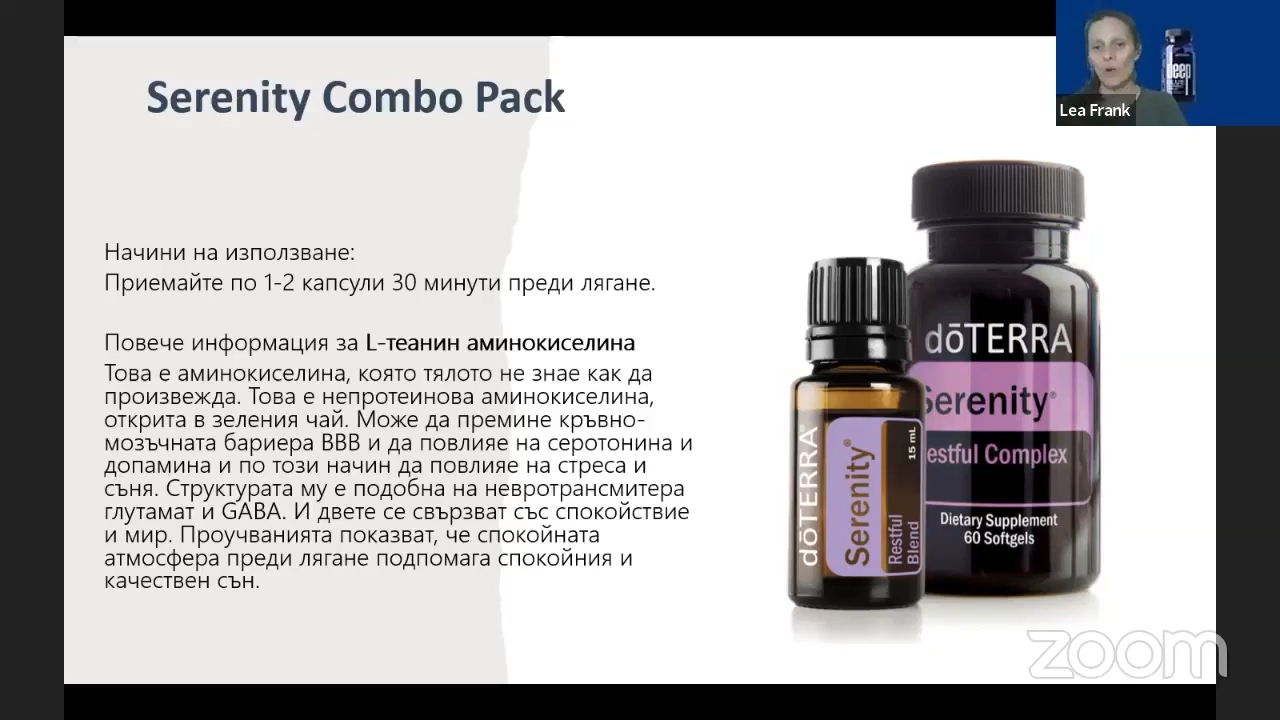 Serenity Combo Pack
Lea Frank
deep
Начини на използване:
Приемайте по 1-2 капсули 30 минути преди лягане.
Повече информация за L-теанин аминокиселина
Това е аминокиселина, която тялото не знае как да
произвежда. Това е непротеинова аминокиселина,
открита в зеления чай. Може да премине кръвно-
мозъчната бариера BBB и да повлияе на серотонина и
допамина и по този начин да повлияе на стреса и
съня. Структурата му е подобна на невротрансмитера
глутамат и GABA. И двете се свързват със спокойствие
и мир. Проучванията показват, че спокойната
атмосфера преди лягане подпомага спокойния и
качествен сън.
dōTERRA
Serenity®
Restful
Blend
15 mL
dōTERRA
Serenity®
estful Complex
Dietary Supplement
60 Softgels
zoom